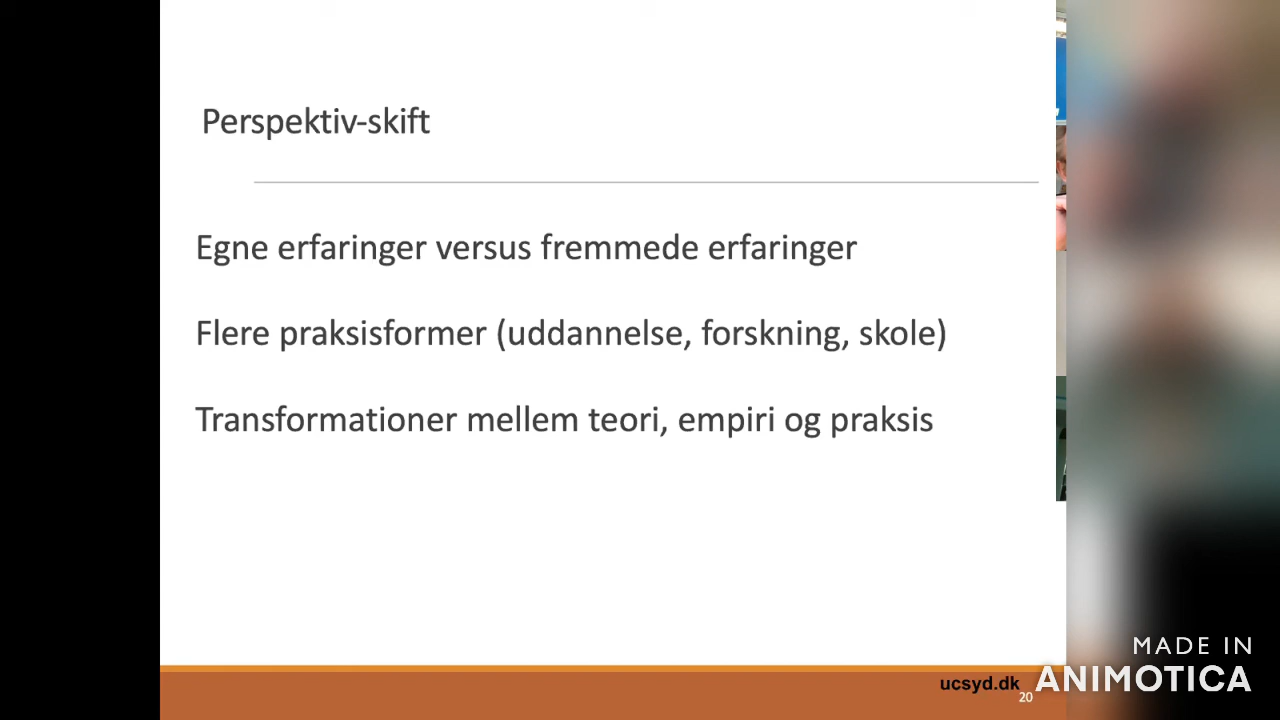 Perspektiv-skift
Egne erfaringer versus fremmede erfaringer
Flere praksisformer (uddannelse, forskning, skole)
Transformationer mellem teori, empiri og praksis
ucsyd.dk
20
MADE IN
ANIMOTICA